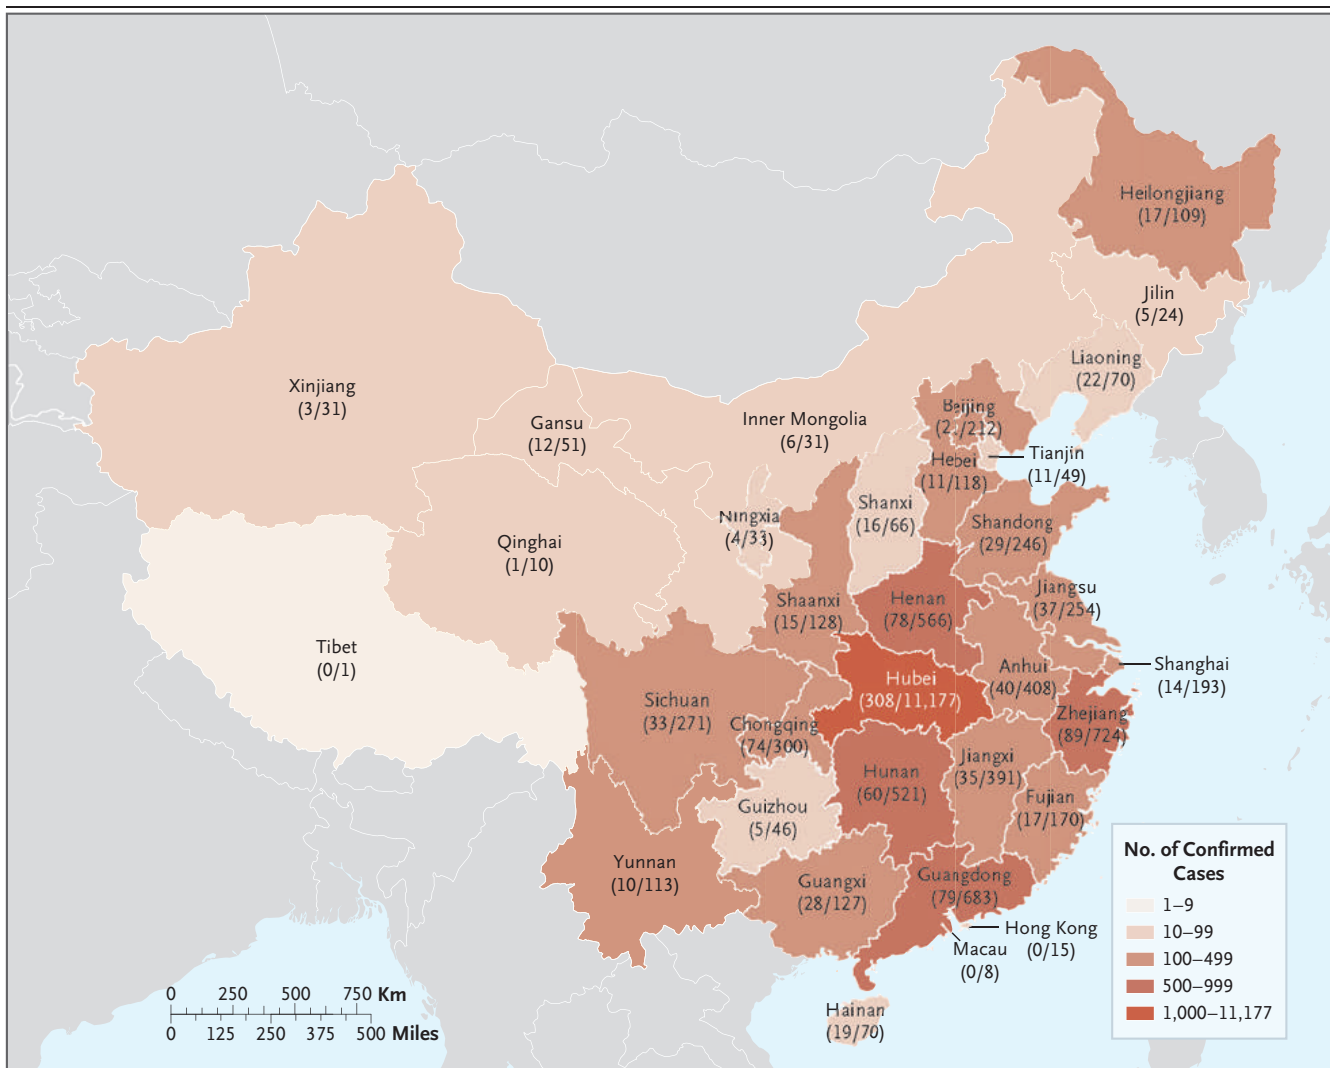 Heilongjiang
(17/109)
Jilin
(5/24)
Liaoning
(22/70)
Xinjiang
(3/31)
Gansu
(12/51)
Inner Mongolia
(6/31)
Beijing
Tianjin
(11/49)
Hebei
(11/118)
Shanxi
(16/66)
Ningxia
(4/33)
Shandong
(29/246)
Qinghai
(1/10)
Shaanxi
(15/128)
Henan
(78/566)
Jiangsu
(37/254)
Tibet
(0/1)
Hubei
(308/11,177)
Anhui
(40/408)
Shanghai
(14/193)
Sichuan
(33/271)
Chongqing
(74/300)
Zhejiang
(89/724)
Hunan
(60/521)
Jiangxi
(35/391)
Fujian
(17/170)
Guizhou
(5/46)
Yunnan
(10/113)
Guangxi
(28/127)
Guangdong
(79/683)
Hong Kong
(0/15)
Macau
(0/8)
Hainan
(19/70)
No. of Confirmed
Cases
1–9
10–99
100–499
500–999
1,000–11,177
0 250 500 750 Km
0 125 250 375 500 Miles